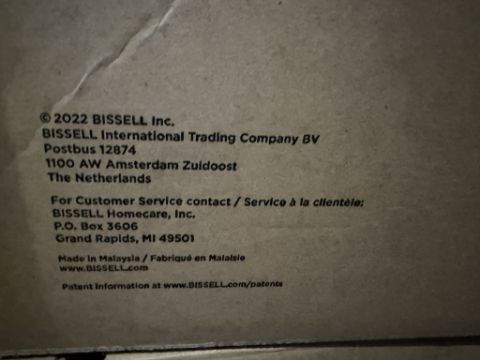 © 2022 BISSELL Inc.
BISSELL International Trading Company BV
Postbus 12874
1100 AW Amsterdam Zuidoost
The Netherlands
For Customer Service contact / Service à la clientèle:
BISSELL Homecare, Inc.
P.O. Box 3606
Grand Rapids, MI 49501
Made in Malaysia / Fabriqué en Malaisie
www.BISSELL.com
Patent information at www.BISSELL.com/patents